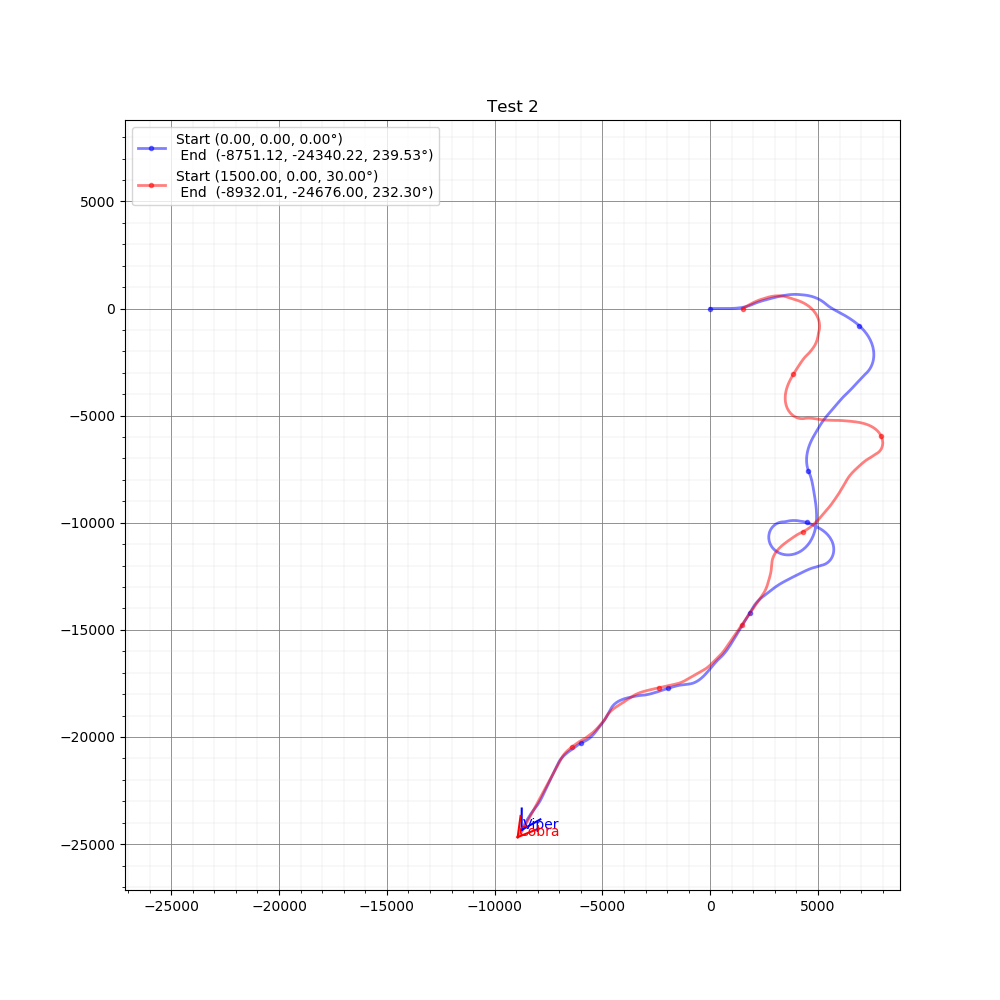 Test 2
Start (0.00, 0.00, 0.00°)
End (-8751.12, -24340.22, 239.53°)
Start (1500.00, 0.00, 30.00°)
End (-8932.01, -24676.00, 232.30°)
5000
0
−5000
−10000
−15000
−20000
−25000
Viper
Cobra
−25000 −20000 −15000 −10000 −5000 0 5000